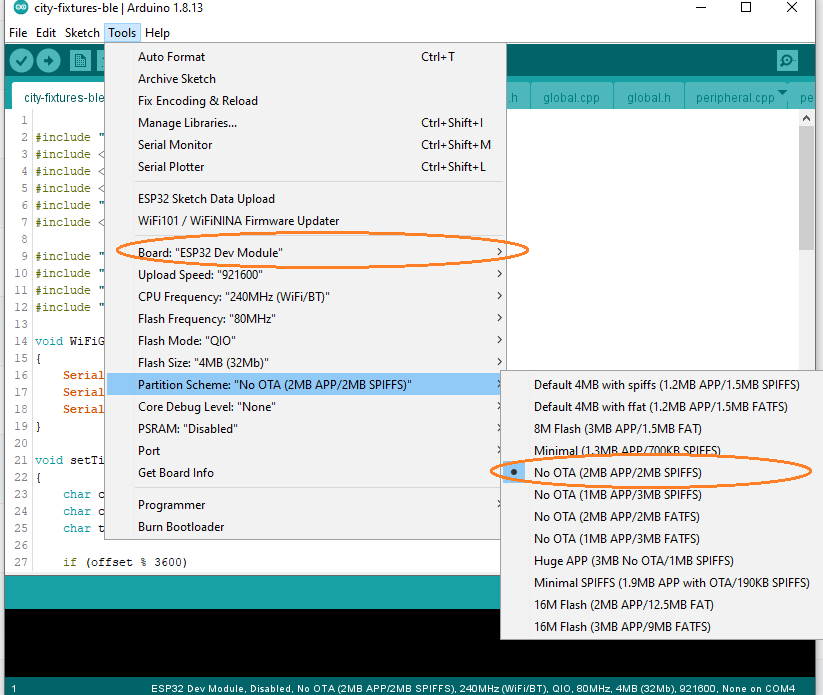 city-fixtures-ble | Arduino 1.8.13
File Edit Sketch Tools Help
city-fixtures-ble
.h
global.cpp
global.h
peripheral.cpp
pe
Auto Format Ctrl+T
Archive Sketch
Fix Encoding & Reload
Manage Libraries... Ctrl+Shift+I
Serial Monitor Ctrl+Shift+M
Serial Plotter Ctrl+Shift+L
ESP32 Sketch Data Upload
WiFi101 / WiFiNINA Firmware Updater
Board: "ESP32 Dev Module"
Upload Speed: "921600"
CPU Frequency: "240MHz (WiFi/BT)"
Flash Frequency: "80MHz"
Flash Mode: "QIO"
Flash Size: "4MB (32Mb)"
Partition Scheme: "No OTA (2MB APP/2MB SPIFFS)"
Core Debug Level: "None"
PSRAM: "Disabled"
Port
Get Board Info
Programmer
Burn Bootloader
Default 4MB with spiffs (1.2MB APP/1.5MB SPIFFS)
Default 4MB with ffat (1.2MB APP/1.5MB FATFS)
8M Flash (3MB APP/1.5MB FAT)
Minimal (1.3MB APP/700KB SPIFFS)
No OTA (2MB APP/2MB SPIFFS)
No OTA (1MB APP/3MB SPIFFS)
No OTA (2MB APP/2MB FATFS)
No OTA (1MB APP/3MB FATFS)
Huge APP (3MB No OTA/1MB SPIFFS)
Minimal SPIFFS (1.9MB APP with OTA/190KB SPIFFS)
16M Flash (2MB APP/12.5MB FAT)
16M Flash (3MB APP/9MB FATFS)
1
2 #include "
3 #include <
4 #include <
5 #include <
6 #include "
7 #include <
8
9 #include "
10 #include "
11 #include "
12 #include "
13
14 void WiFiG
15 {
16 Serial
17 Serial
18 Serial
19 }
20
21 void setTi
22 {
23 char c
24 char c
25 char t
26
27 if (offset % 3600)
1 ESP32 Dev Module, Disabled, No OTA (2MB APP/2MB SPIFFS), 240MHz (WiFi/BT), QIO, 80MHz, 4MB (32Mb), 921600, None on COM4